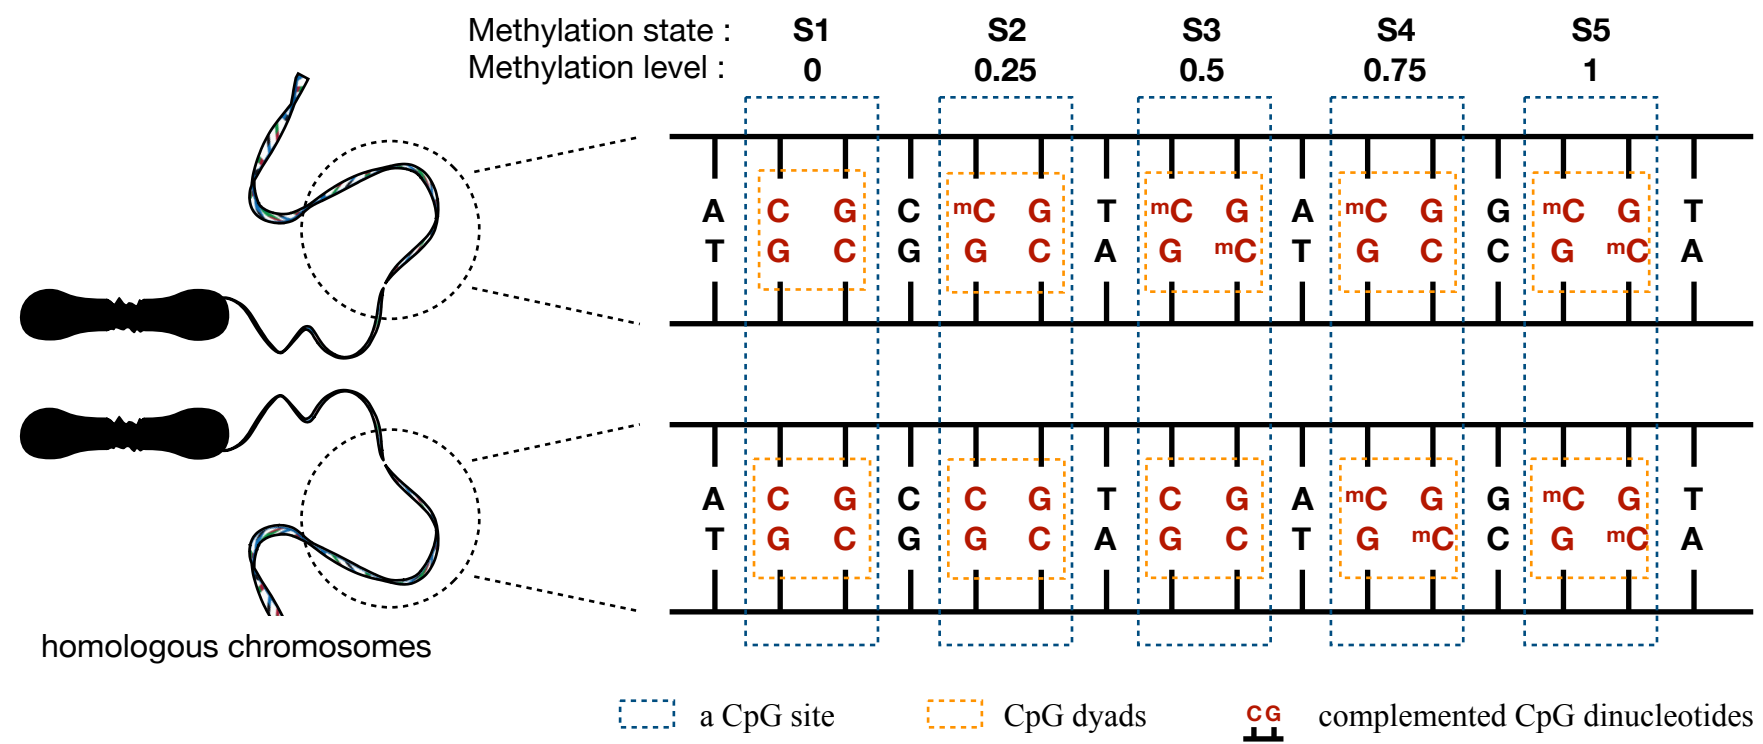 Methylation state : S1 S2 S3 S4 S5
Methylation level : 0 0.25 0.5 0.75 1
A C G C mC G T mC G A mC G G mC G T
T G C G G C A G mC T G C C G mC A
A C G C C G T C G A mC G G mC G T
T G C G G C A G C T G mC C G mC A
homologous chromosomes
a CpG site CpG dyads CG complemented CpG dinucleotides